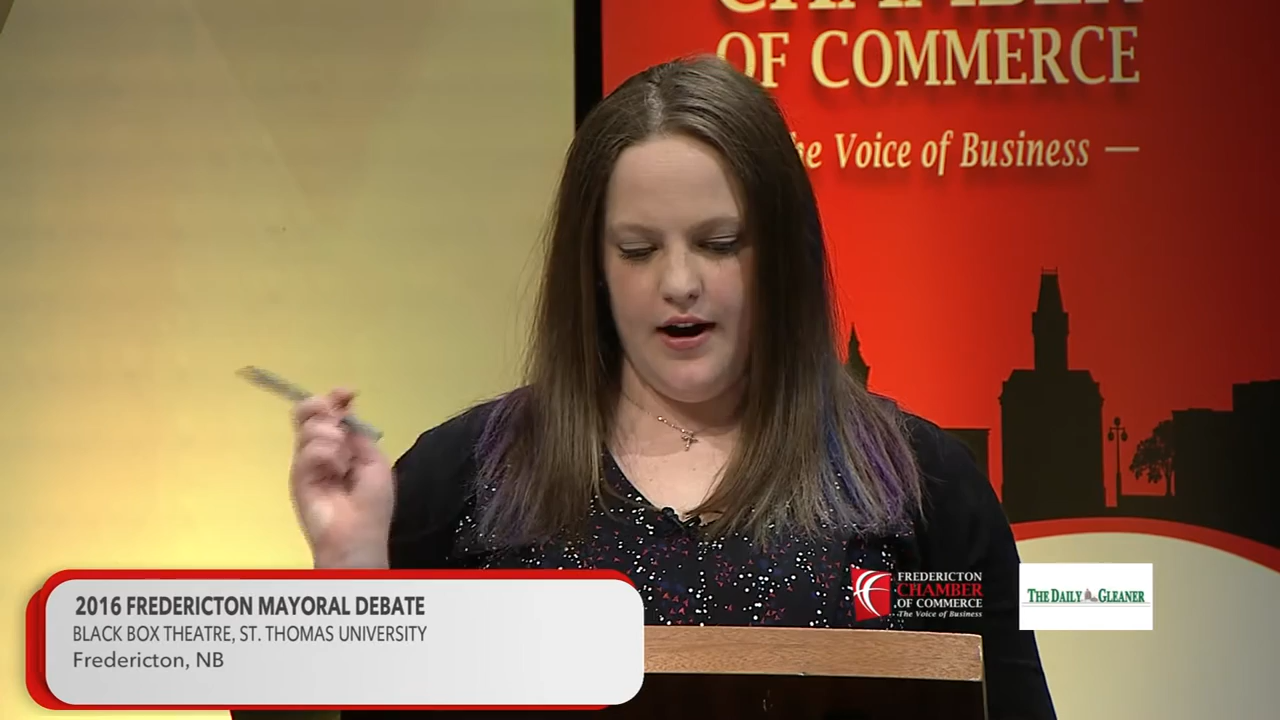 CHAMBER
OF COMMERCE
he Voice of Business —
2016 FREDERICTON MAYORAL DEBATE
BLACK BOX THEATRE, ST. THOMAS UNIVERSITY
Fredericton, NB
FREDERICTON
CHAMBER
OF COMMERCE
The Voice of Business
THE DAILY GLEANER